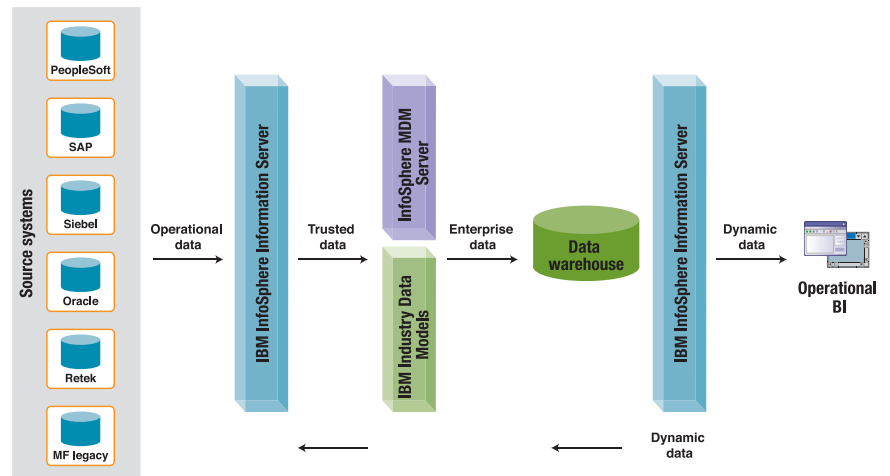 Source systems
PeopleSoft
SAP
Siebel
Oracle
Retek
MF legacy
Operational
data
IBM InfoSphere Information Server
Trusted
data
InfoSphere MDM
Server
IBM Industry Data
Models
Enterprise
data
Data
warehouse
IBM InfoSphere Information Server
Dynamic
data
Operational
BI
Dynamic
data